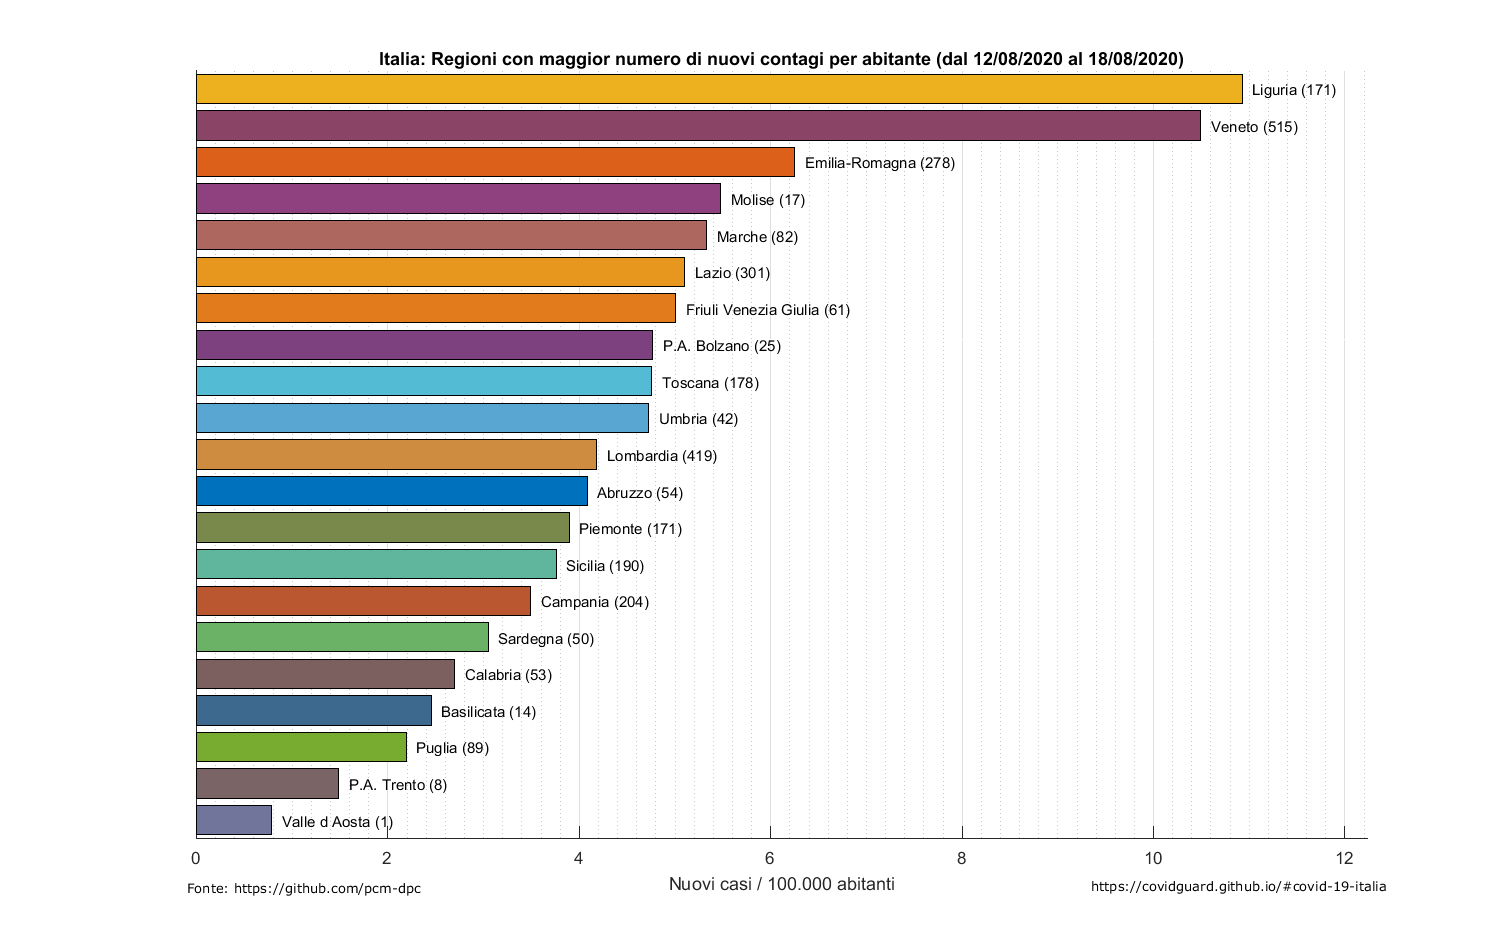 Italia: Regioni con maggior numero di nuovi contagi per abitante (dal 12/08/2020 al 18/08/2020)
Liguria (171)
Veneto (515)
Emilia-Romagna (278)
Molise (17)
Marche (82)
Lazio (301)
Friuli Venezia Giulia (61)
P.A. Bolzano (25)
Toscana (178)
Umbria (42)
Lombardia (419)
Abruzzo (54)
Piemonte (171)
Sicilia (190)
Campania (204)
Sardegna (50)
Calabria (53)
Basilicata (14)
Puglia (89)
P.A. Trento (8)
Valle d Aosta (1)
0 2 4 6 8 10 12
Nuovi casi / 100.000 abitanti
Fonte: https://github.com/pcm-dpc
https://covidguard.github.io/#covid-19-italia